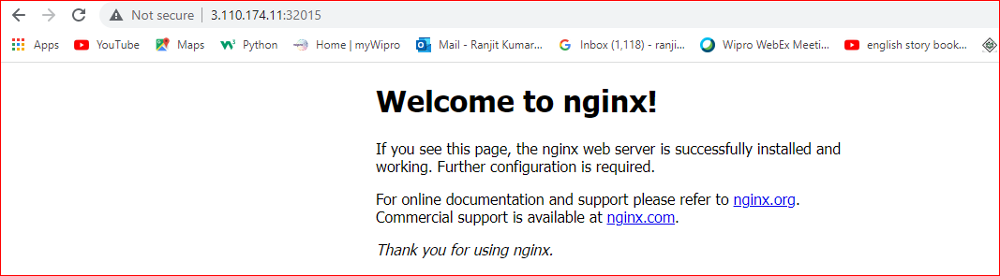 Not secure | 3.110.174.11:32015
Apps YouTube Maps Python Home | myWipro Mail - Ranjit Kumar... Inbox (1,118) - ranji... Wipro WebEx Meeti... english story book...
Welcome to nginx!
If you see this page, the nginx web server is successfully installed and
working. Further configuration is required.
For online documentation and support please refer to nginx.org.
Commercial support is available at nginx.com.
Thank you for using nginx.